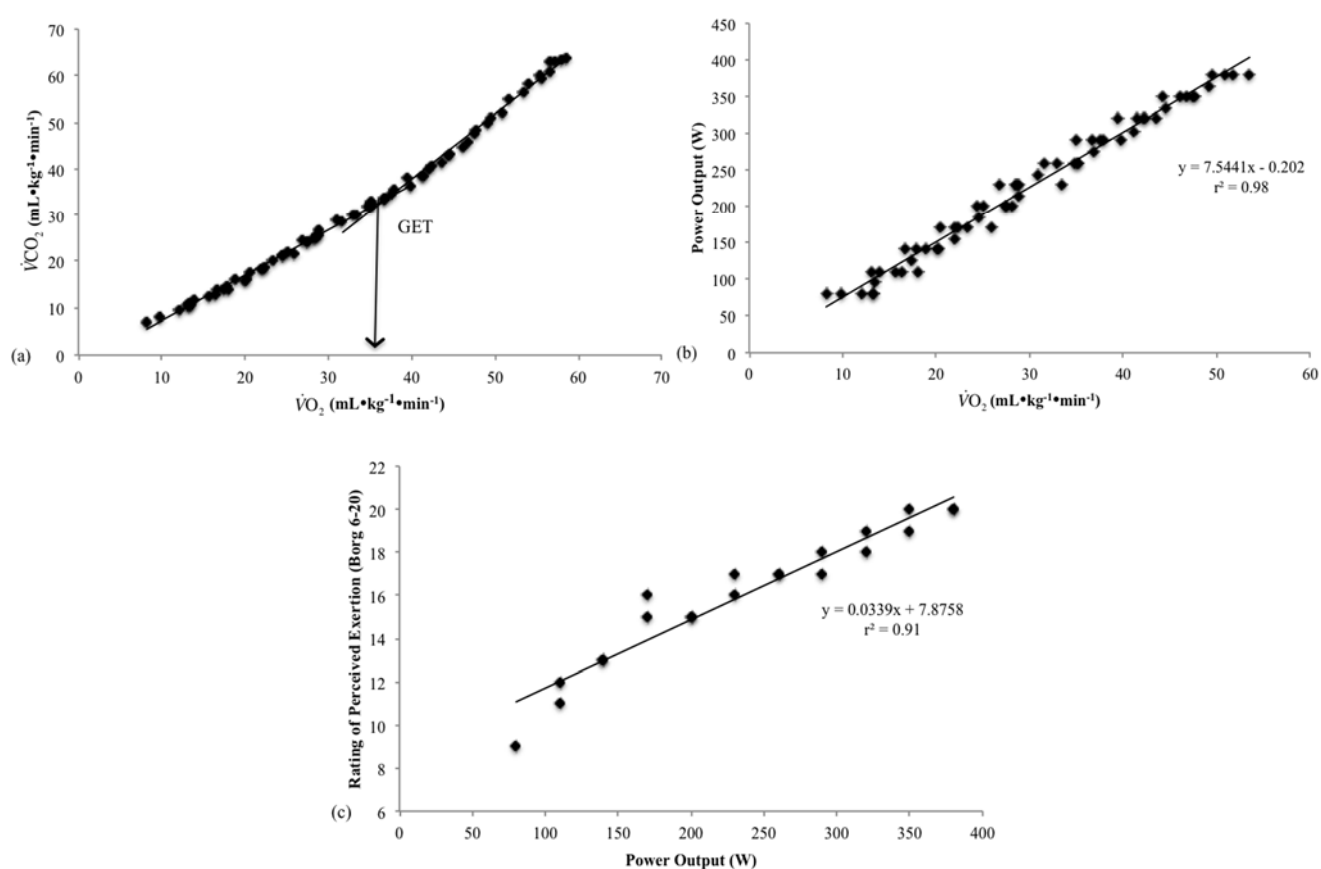 70
60
50
40
30
20
10
0
V̇CO₂ (mL•kg⁻¹•min⁻¹)
GET
(a)
0 10 20 30 40 50 60 70
V̇O₂ (mL•kg⁻¹•min⁻¹)
450
400
350
300
250
200
150
100
50
0
Power Output (W)
y = 7.5441x - 0.202
r² = 0.98
(b)
0 10 20 30 40 50 60
V̇O₂ (mL•kg⁻¹•min⁻¹)
22
20
18
16
14
12
10
8
6
Rating of Perceived Exertion (Borg 6-20)
y = 0.0339x + 7.8758
r² = 0.91
(c)
0 50 100 150 200 250 300 350 400
Power Output (W)